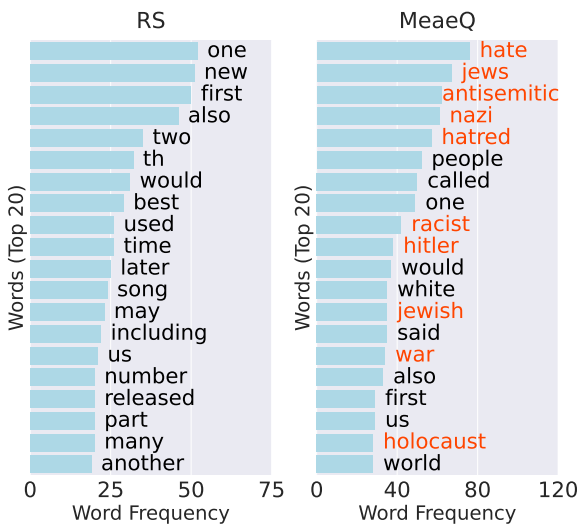 RS
one
new
first
also
two
th
would
best
used
time
later
song
may
including
us
number
released
part
many
another
Words (Top 20)
0 25 50 75
Word Frequency
MeaeQ
hate
jews
antisemitic
nazi
hatred
people
called
one
racist
hitler
would
white
jewish
said
war
also
first
us
holocaust
world
Words (Top 20)
0 40 80 120
Word Frequency